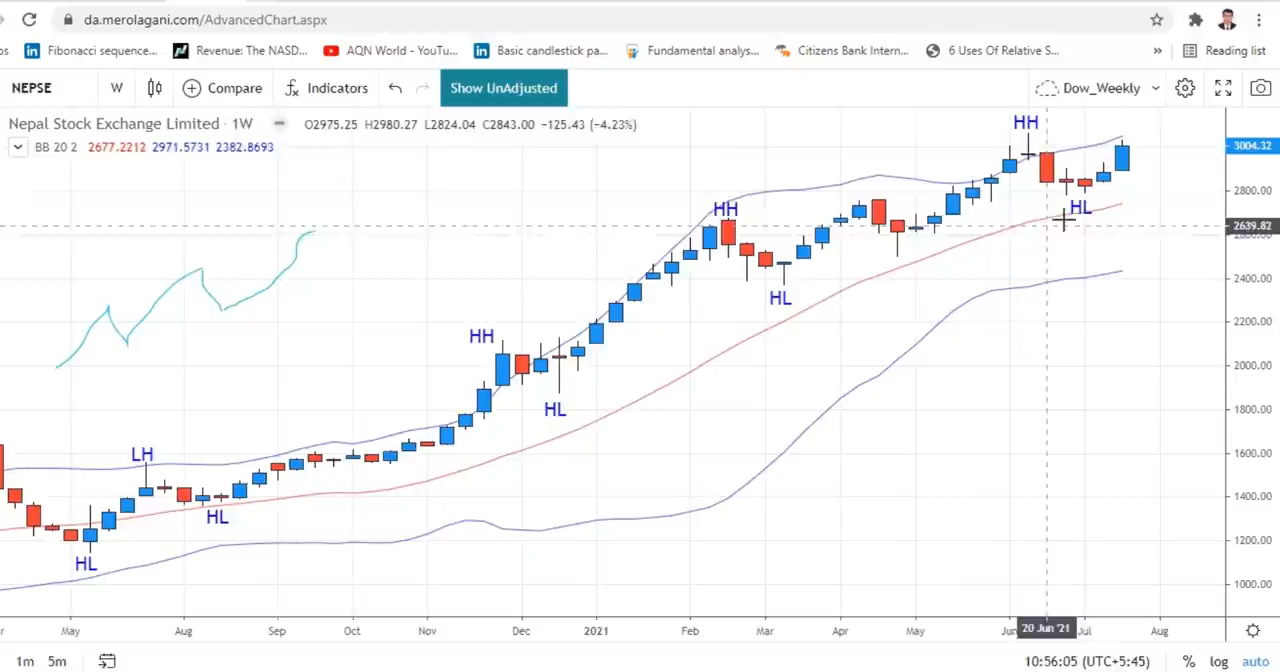 da.merolagani.com/AdvancedChart.aspx
os Fibonacci sequence... Revenue: The NASD... AQN World - YouTu... Basic candlestick pa... Fundamental analys... Citizens Bank Intern... 6 Uses Of Relative S... » Reading list
NEPSE W Compare Indicators Show UnAdjusted Dow_Weekly
Nepal Stock Exchange Limited · 1W O2975.25 H2980.27 L2824.04 C2843.00 −125.43 (−4.23%)
BB 20 2 2677.2212 2971.5731 2382.8693
HH
3004.32
2800.00
HH
HL
2639.82
2400.00
HL
2200.00
HH
2000.00
HL
1800.00
LH
1600.00
1400.00
HL
1200.00
HL
1000.00
May Aug Sep Oct Nov Dec 2021 Feb Mar Apr May Jun 20 Jun '21 Jul Aug
1m 5m 10:56:05 (UTC+5:45) % log auto